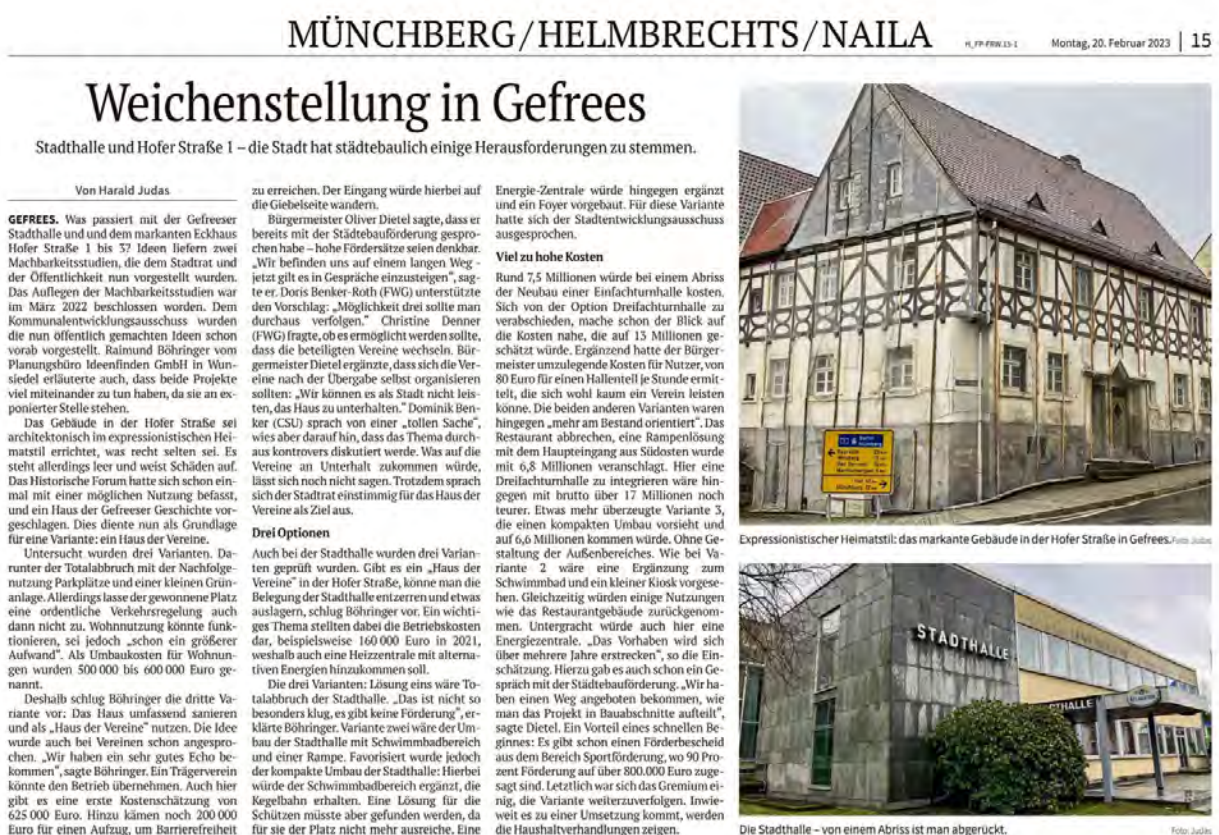 MÜNCHBERG/HELMBRECHTS/NAILA
H_FP-FRW.15-1
Montag, 20. Februar 2023 | 15
Weichenstellung in Gefrees
Stadthalle und Hofer Straße 1 – die Stadt hat städtebaulich einige Herausforderungen zu stemmen.
Von Harald Judas
GEFREES. Was passiert mit der Gefreeser
Stadthalle und und dem markanten Eckhaus
Hofer Straße 1 bis 3? Ideen liefern zwei
Machbarkeitsstudien, die dem Stadtrat und
der Öffentlichkeit nun vorgestellt wurden.
Das Auflegen der Machbarkeitsstudien war
im März 2022 beschlossen worden. Dem
Kommunalentwicklungsausschuss wurden
die nun öffentlich gemachten Ideen schon
vorab vorgestellt. Raimund Böhringer vom
Planungsbüro Ideenfinden GmbH in Wun-
siedel erläuterte auch, dass beide Projekte
viel miteinander zu tun haben, da sie an ex-
ponierter Stelle stehen.
Das Gebäude in der Hofer Straße sei
architektonisch im expressionistischen Hei-
matstil errichtet, was recht selten sei. Es
steht allerdings leer und weist Schäden auf.
Das Historische Forum hatte sich schon ein-
mal mit einer möglichen Nutzung befasst,
und ein Haus der Gefreeser Geschichte vor-
geschlagen. Dies diente nun als Grundlage
für eine Variante: ein Haus der Vereine.
Untersucht wurden drei Varianten. Da-
runter der Totalabbruch mit der Nachfolge-
nutzung Parkplätze und einer kleinen Grün-
anlage. Allerdings lasse der gewonnene Platz
eine ordentliche Verkehrsregelung auch
dann nicht zu. Wohnnutzung könnte funk-
tionieren, sei jedoch „schon ein größerer
Aufwand“. Als Umbaukosten für Wohnun-
gen wurden 500 000 bis 600 000 Euro ge-
nannt.
Deshalb schlug Böhringer die dritte Va-
riante vor: Das Haus umfassend sanieren
und als „Haus der Vereine“ nutzen. Die Idee
wurde auch bei Vereinen schon angespro-
chen. „Wir haben ein sehr gutes Echo be-
kommen“, sagte Böhringer. Ein Trägerverein
könnte den Betrieb übernehmen. Auch hier
gibt es eine erste Kostenschätzung von
625 000 Euro. Hinzu kämen noch 200 000
Euro für einen Aufzug, um Barrierefreiheit
zu erreichen. Der Eingang würde hierbei auf
die Giebelseite wandern.
Bürgermeister Oliver Dietel sagte, dass er
bereits mit der Städtebauförderung gespro-
chen habe – hohe Fördersätze seien denkbar.
„Wir befinden uns auf einem langen Weg -
jetzt gilt es in Gespräche einzusteigen“, sag-
te er. Doris Benker-Roth (FWG) unterstützte
den Vorschlag: „Möglichkeit drei sollte man
durchaus verfolgen.“ Christine Denner
(FWG) fragte, ob es ermöglicht werden sollte,
dass die beteiligten Vereine wechseln. Bür-
germeister Dietel ergänzte, dass sich die Ver-
eine nach der Übergabe selbst organisieren
sollten: „Wir können es als Stadt nicht leis-
ten, das Haus zu unterhalten.“ Dominik Ben-
ker (CSU) sprach von einer „tollen Sache“,
wies aber darauf hin, dass das Thema durch-
aus kontrovers diskutiert werde. Was auf die
Vereine an Unterhalt zukommen würde,
lässt sich noch nicht sagen. Trotzdem sprach
sich der Stadtrat einstimmig für das Haus der
Vereine als Ziel aus.
Drei Optionen
Auch bei der Stadthalle wurden drei Varian-
ten geprüft wurden. Gibt es ein „Haus der
Vereine“ in der Hofer Straße, könne man die
Belegung der Stadthalle entzerren und etwas
auslagern, schlug Böhringer vor. Ein wichti-
ges Thema stellten dabei die Betriebskosten
dar, beispielsweise 160 000 Euro in 2021,
weshalb auch eine Heizzentrale mit alterna-
tiven Energien hinzukommen soll.
Die drei Varianten: Lösung eins wäre To-
talabbruch der Stadthalle. „Das ist nicht so
besonders klug, es gibt keine Förderung“, er-
klärte Böhringer. Variante zwei wäre der Um-
bau der Stadthalle mit Schwimmbadbereich
und einer Rampe. Favorisiert wurde jedoch
der kompakte Umbau der Stadthalle: Hierbei
würde der Schwimmbadbereich ergänzt, die
Kegelbahn erhalten. Eine Lösung für die
Schützen müsste aber gefunden werden, da
für sie der Platz nicht mehr ausreiche. Eine
Energie-Zentrale würde hingegen ergänzt
und ein Foyer vorgebaut. Für diese Variante
hatte sich der Stadtentwicklungsausschuss
ausgesprochen.
Viel zu hohe Kosten
Rund 7,5 Millionen würde bei einem Abriss
der Neubau einer Einfachturnhalle kosten.
Sich von der Option Dreifachturnhalle zu
verabschieden, mache schon der Blick auf
die Kosten nahe, die auf 13 Millionen ge-
schätzt würde. Ergänzend hatte der Bürger-
meister umzulegende Kosten für Nutzer, von
80 Euro für einen Hallenteil je Stunde ermit-
telt, die sich wohl kaum ein Verein leisten
könne. Die beiden anderen Varianten waren
hingegen „mehr am Bestand orientiert“. Das
Restaurant abbrechen, eine Rampenlösung
mit dem Haupteingang aus Südosten wurde
mit 6,8 Millionen veranschlagt. Hier eine
Dreifachturnhalle zu integrieren wäre hin-
gegen mit brutto über 17 Millionen noch
teurer. Etwas mehr überzeugte Variante 3,
die einen kompakten Umbau vorsieht und
auf 6,6 Millionen kommen würde. Ohne Ge-
staltung der Außenbereiches. Wie bei Va-
riante 2 wäre eine Ergänzung zum
Schwimmbad und ein kleiner Kiosk vorgese-
hen. Gleichzeitig würden einige Nutzungen
wie das Restaurantgebäude zurückgenom-
men. Untergracht würde auch hier eine
Energiezentrale. „Das Vorhaben wird sich
über mehrere Jahre erstrecken“, so die Ein-
schätzung. Hierzu gab es auch schon ein Ge-
spräch mit der Städtebauförderung. „Wir ha-
ben einen Weg angeboten bekommen, wie
man das Projekt in Bauabschnitte aufteilt“,
sagte Dietel. Ein Vorteil eines schnellen Be-
ginnes: Es gibt schon einen Förderbescheid
aus dem Bereich Sportförderung, wo 90 Pro-
zent Förderung auf über 800.000 Euro zuge-
sagt sind. Letztlich war sich das Gremium ei-
nig, die Variante weiterzuverfolgen. Inwie-
weit es zu einer Umsetzung kommt, werden
die Haushaltverhandlungen zeigen.
Expressionistischer Heimatstil: das markante Gebäude in der Hofer Straße in Gefrees. Foto: Judas
STADTHALLE
STHALLE
Die Stadthalle – von einem Abriss ist man abgerückt.
Foto: Judas